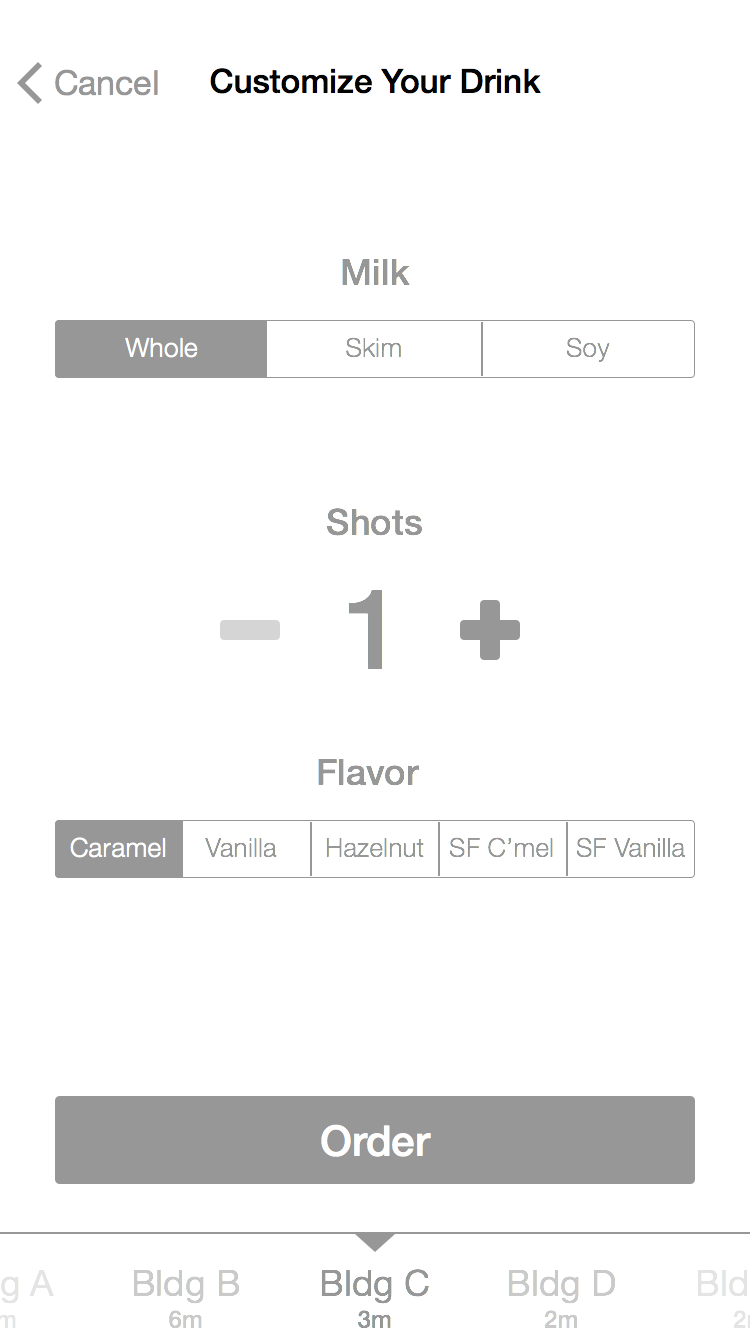 Cancel Customize Your Drink
Milk
Whole Skim Soy
Shots
1
Flavor
Caramel Vanilla Hazelnut SF C’mel SF Vanilla
Order
g A Bldg B Bldg C Bldg D Bld
m 6m 3m 2m 2